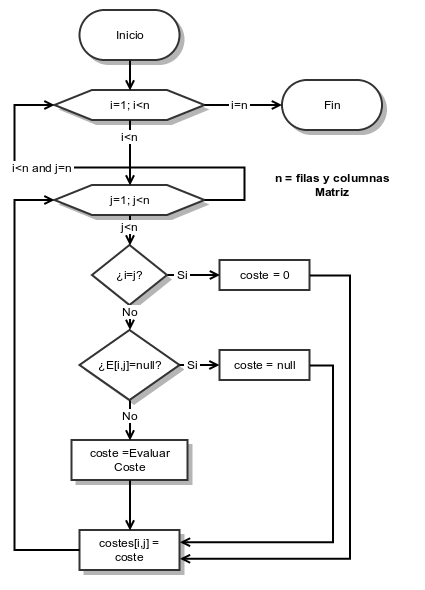 Inicio
i=1; i<n
i=n
Fin
i<n
i<n and j=n
n = filas y columnas
Matriz
j=1; j<n
j<n
¿i=j?
Si
coste = 0
No
¿E[i,j]=null?
Si
coste = null
No
coste =Evaluar
Coste
costes[i,j] =
coste